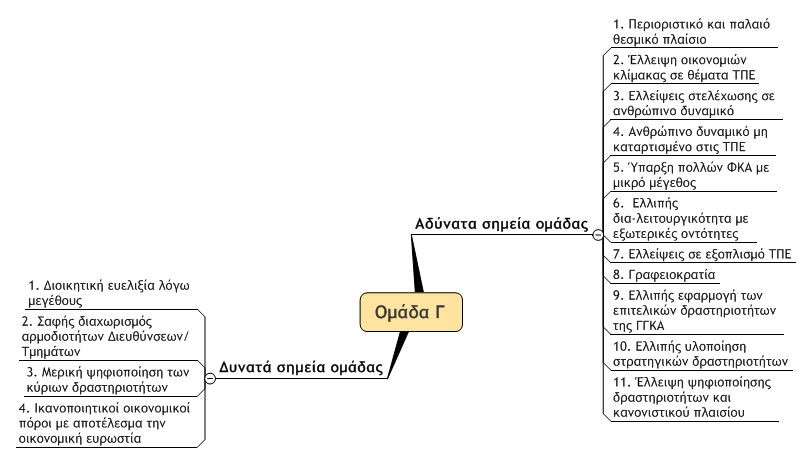 Ομάδα Γ
Αδύνατα σημεία ομάδας
1. Περιοριστικό και παλαιό
θεσμικό πλαίσιο
2. Έλλειψη οικονομιών
κλίμακας σε θέματα ΤΠΕ
3. Ελλείψεις στελέχωσης σε
ανθρώπινο δυναμικό
4. Ανθρώπινο δυναμικό μη
καταρτισμένο στις ΤΠΕ
5. Ύπαρξη πολλών ΦΚΑ με
μικρό μέγεθος
6.  Ελλιπής
δια-λειτουργικότητα με
εξωτερικές οντότητες
7. Ελλείψεις σε εξοπλισμό ΤΠΕ
8. Γραφειοκρατία
9. Ελλιπής εφαρμογή των
επιτελικών δραστηριοτήτων
της ΓΓΚΑ
10. Ελλιπής υλοποίηση
στρατηγικών δραστηριοτήτων
11. Έλλειψη ψηφιοποίησης
δραστηριοτήτων και
κανονιστικού πλαισίου
Δυνατά σημεία ομάδας
1. Διοικητική ευελιξία λόγω
μεγέθους
2. Σαφής διαχωρισμός
αρμοδιοτήτων Διευθύνσεων/
Τμημάτων
3. Μερική ψηφιοποίηση των
κύριων δραστηριοτήτων
4. Ικανοποιητικοί οικονομικοί
πόροι με αποτέλεσμα την
οικονομική ευρωστία